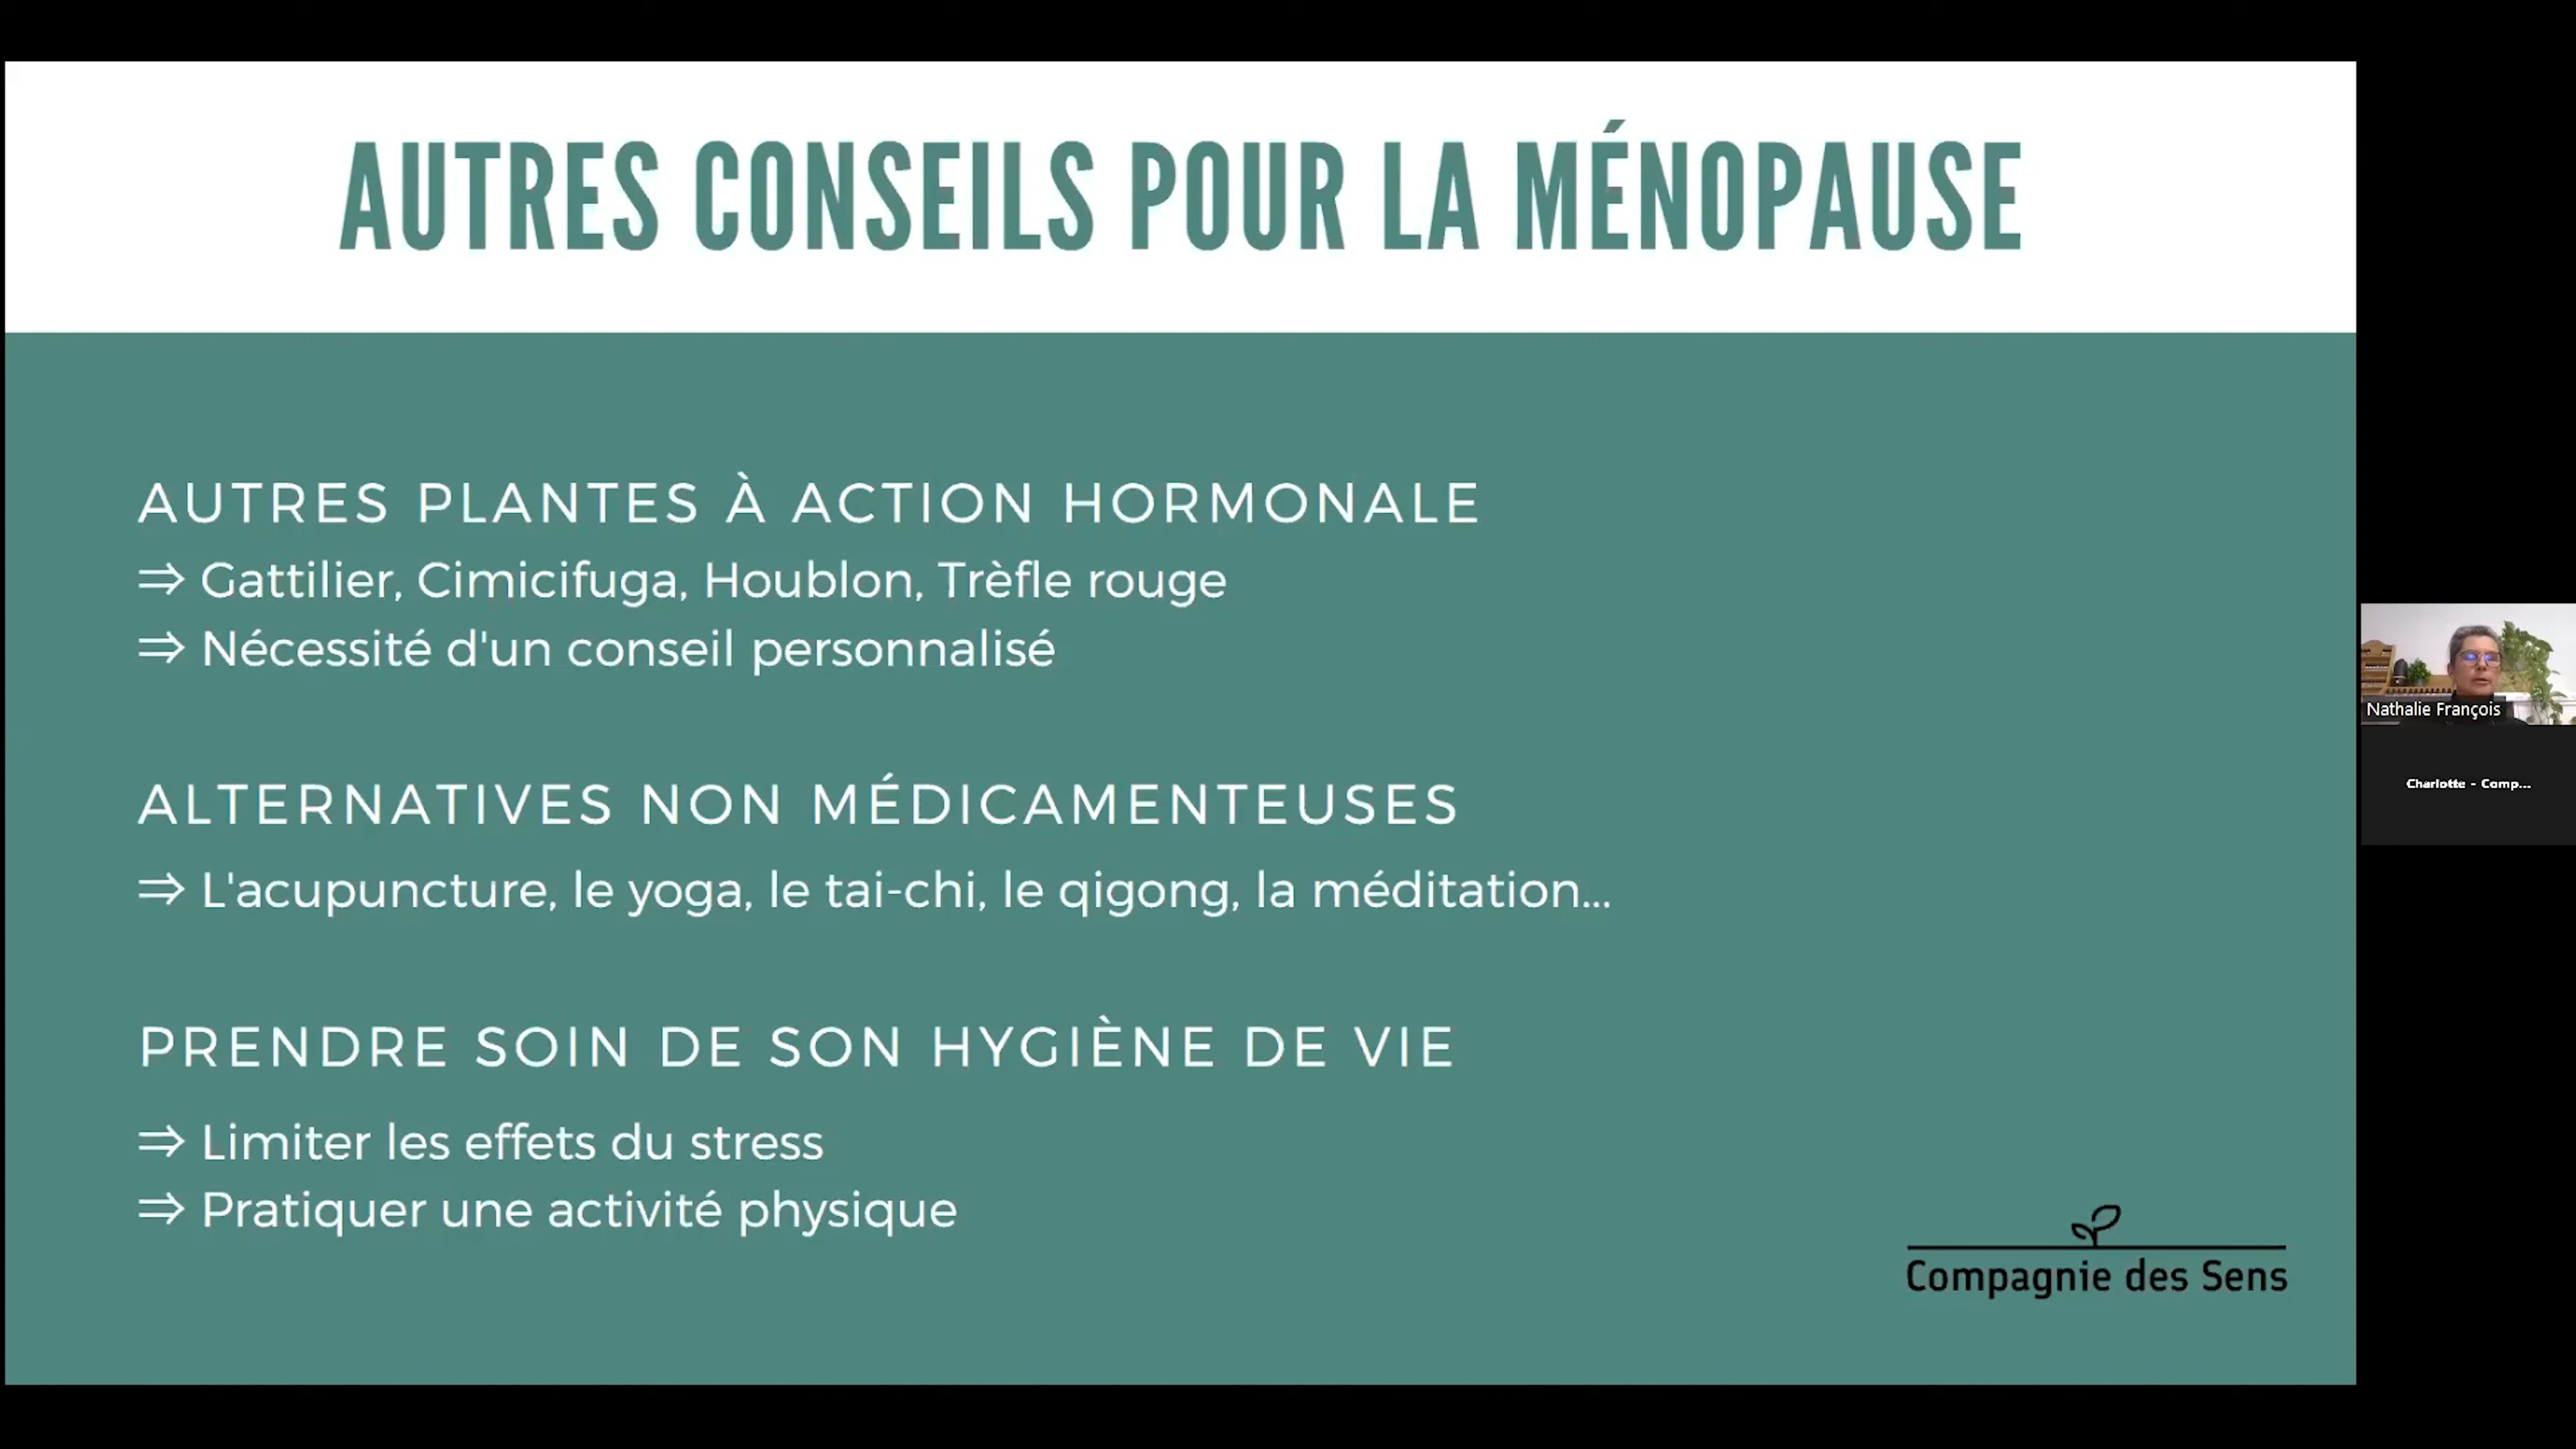 AUTRES CONSEILS POUR LA MÉNOPAUSE
AUTRES PLANTES À ACTION HORMONALE
⇒ Gattilier, Cimicifuga, Houblon, Trèfle rouge
⇒ Nécessité d'un conseil personnalisé
ALTERNATIVES NON MÉDICAMENTEUSES
⇒ L'acupuncture, le yoga, le tai-chi, le qigong, la méditation...
PRENDRE SOIN DE SON HYGIÈNE DE VIE
⇒ Limiter les effets du stress
⇒ Pratiquer une activité physique
Compagnie des Sens
Nathalie François
Charlotte - Comp...